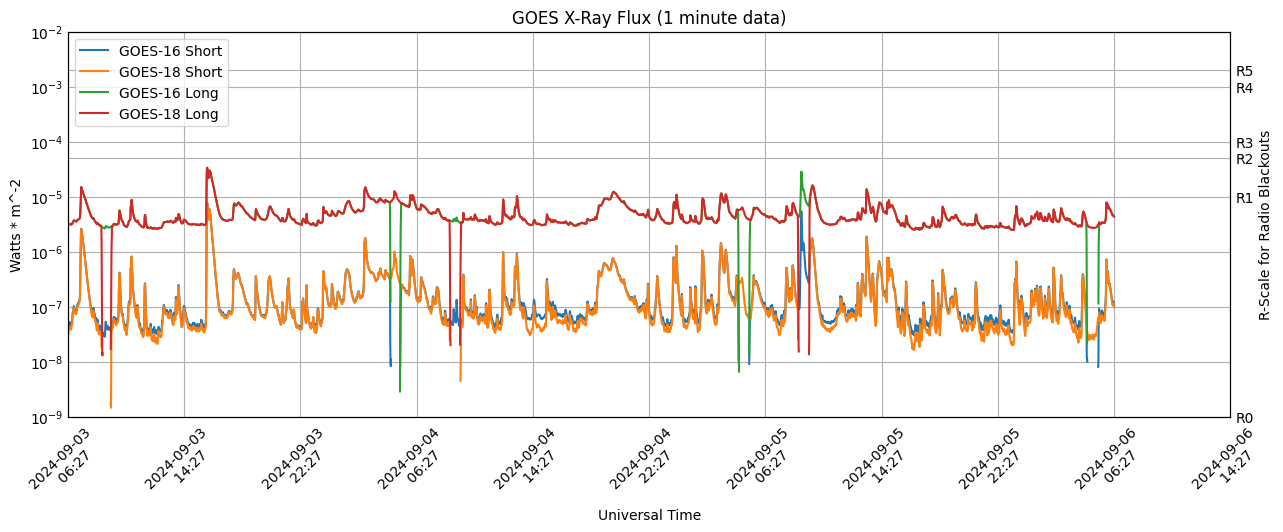 GOES X-Ray Flux (1 minute data)
GOES-16 Short
GOES-18 Short
GOES-16 Long
GOES-18 Long
10^-2
10^-3
10^-4
10^-5
10^-6
10^-7
10^-8
10^-9
Watts * m^-2
R5
R4
R3
R2
R1
R0
R-Scale for Radio Blackouts
2024-09-03
06:27
2024-09-03
14:27
2024-09-03
22:27
2024-09-04
06:27
2024-09-04
14:27
2024-09-04
22:27
2024-09-05
06:27
2024-09-05
14:27
2024-09-05
22:27
2024-09-06
06:27
2024-09-06
14:27
Universal Time